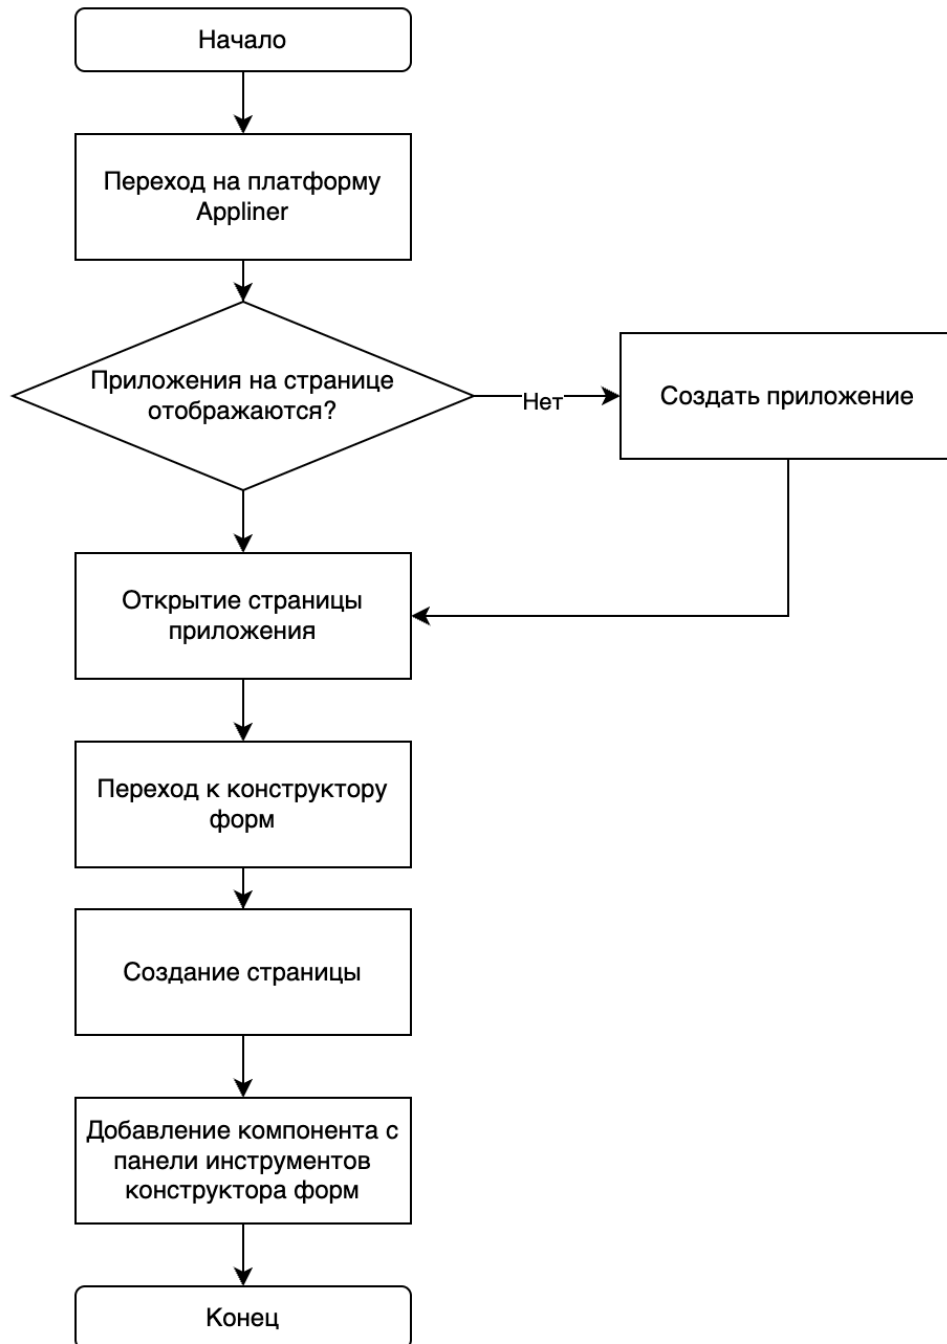 Начало
Переход на платформу
Appliner
Приложения на странице
отображаются?
Нет
Создать приложение
Открытие страницы
приложения
Переход к конструктору
форм
Создание страницы
Добавление компонента с
панели инструментов
конструктора форм
Конец